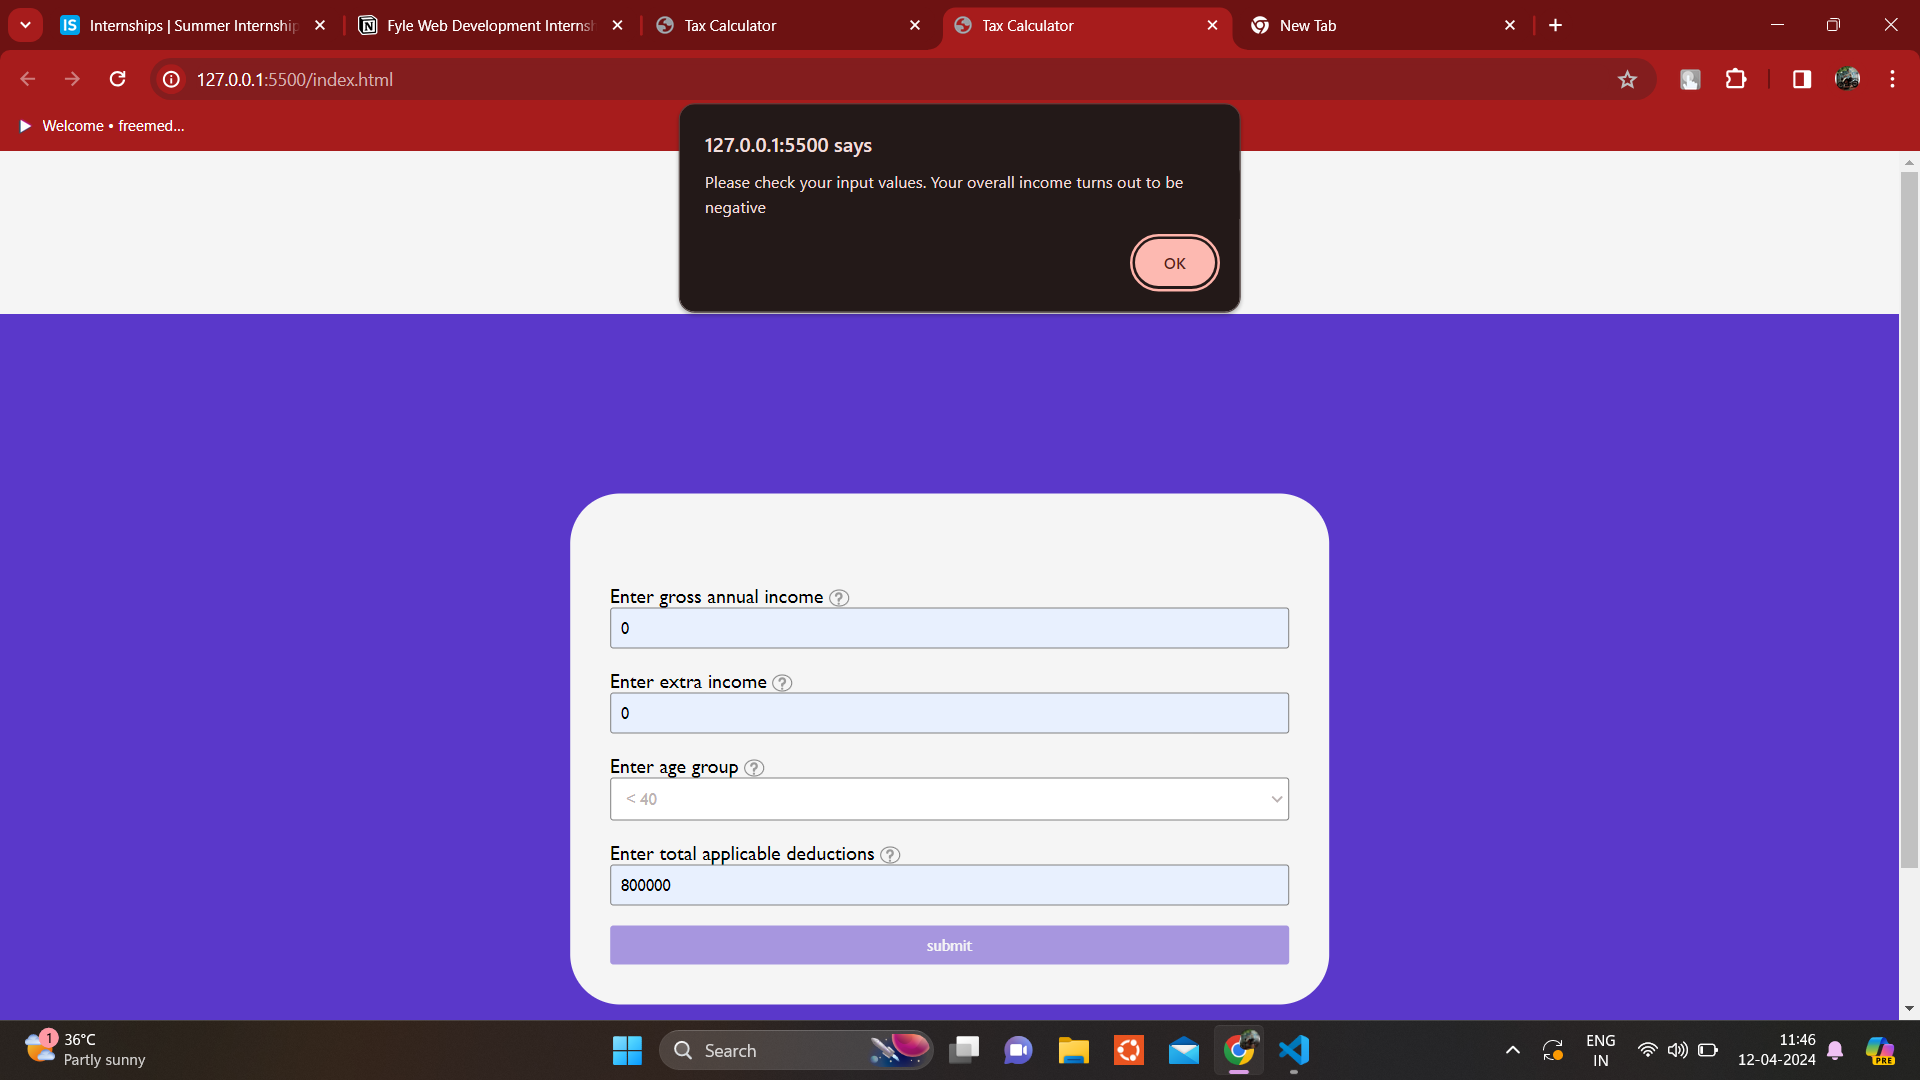 Internships | Summer Internship
Fyle Web Development Internsh
Tax Calculator
Tax Calculator
New Tab
127.0.0.1:5500/index.html
Welcome • freemed...
127.0.0.1:5500 says
Please check your input values. Your overall income turns out to be
negative
OK
Enter gross annual income ?
0
Enter extra income ?
0
Enter age group ?
< 40
Enter total applicable deductions ?
800000
submit
1
36°C
Partly sunny
Search
ENG
IN
11:46
12-04-2024
PRE
IS